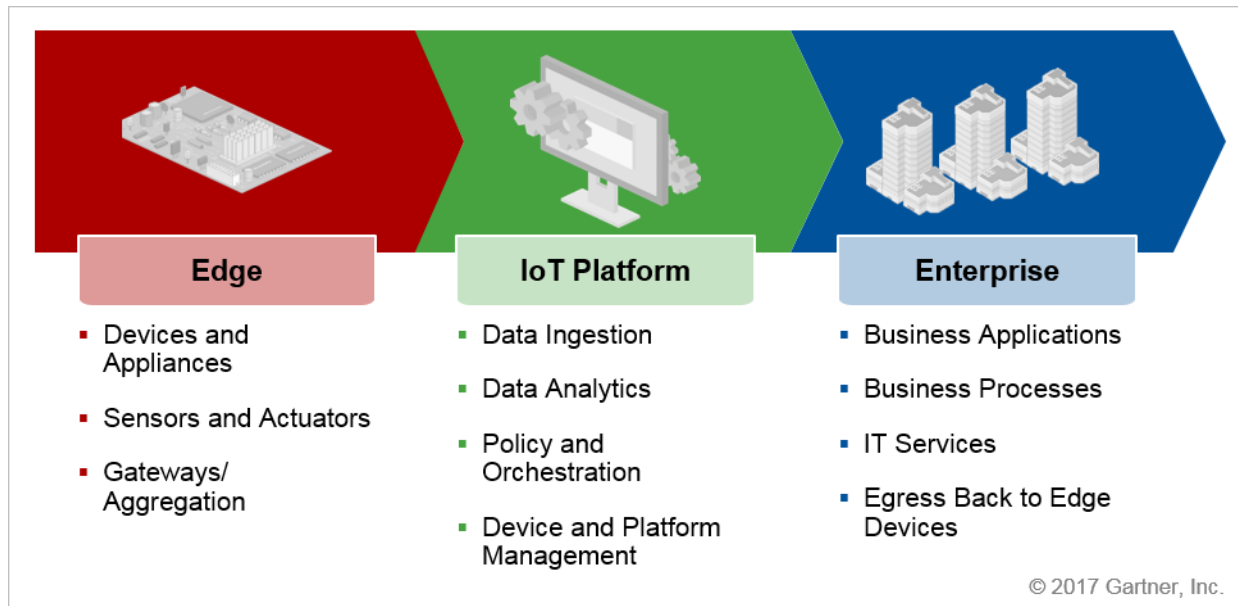 Edge
Devices and
Appliances
Sensors and Actuators
Gateways/
Aggregation
IoT Platform
Data Ingestion
Data Analytics
Policy and
Orchestration
Device and Platform
Management
Enterprise
Business Applications
Business Processes
IT Services
Egress Back to Edge
Devices
© 2017 Gartner, Inc.